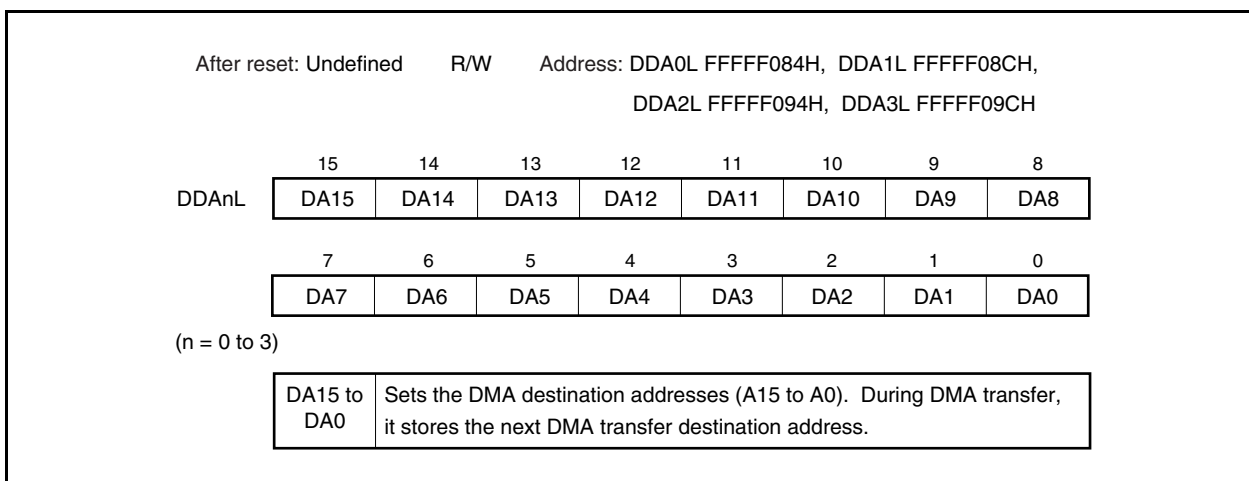 After reset: Undefined R/W Address: DDA0L FFFFF084H, DDA1L FFFFF08CH,
DDA2L FFFFF094H, DDA3L FFFFF09CH
15 14 13 12 11 10 9 8
DDAnL DA15 DA14 DA13 DA12 DA11 DA10 DA9 DA8
7 6 5 4 3 2 1 0
DA7 DA6 DA5 DA4 DA3 DA2 DA1 DA0
(n = 0 to 3)
DA15 to DA0 Sets the DMA destination addresses (A15 to A0). During DMA transfer,
it stores the next DMA transfer destination address.